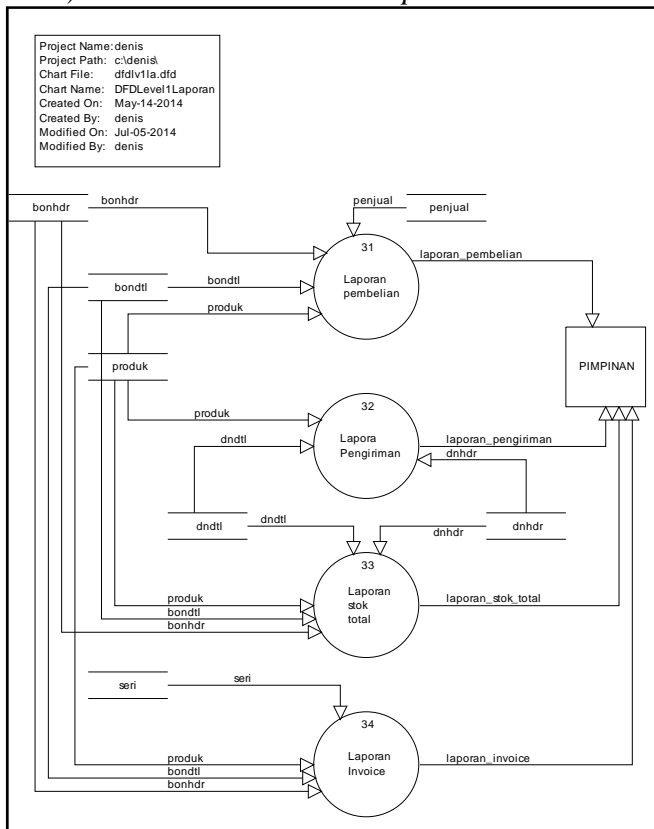 Project Name: denis
Project Path: c:\denis\
Chart File: dfdlv1la.dfd
Chart Name: DFDLevel1Laporan
Created On: May-14-2014
Created By: denis
Modified On: Jul-05-2014
Modified By: denis
bonhdr
bonhdr
penjual
penjual
31
Laporan
pembelian
laporan_pembelian
bondtl
bondtl
produk
produk
PIMPINAN
32
Lapora
Pengiriman
produk
laporan_pengiriman
dndtl
dnhdr
dndtl
dndtl
dnhdr
dnhdr
33
Laporan
stok
total
produk
bondtl
bonhdr
laporan_stok_total
seri
seri
34
Laporan
Invoice
produk
bondtl
bonhdr
laporan_invoice